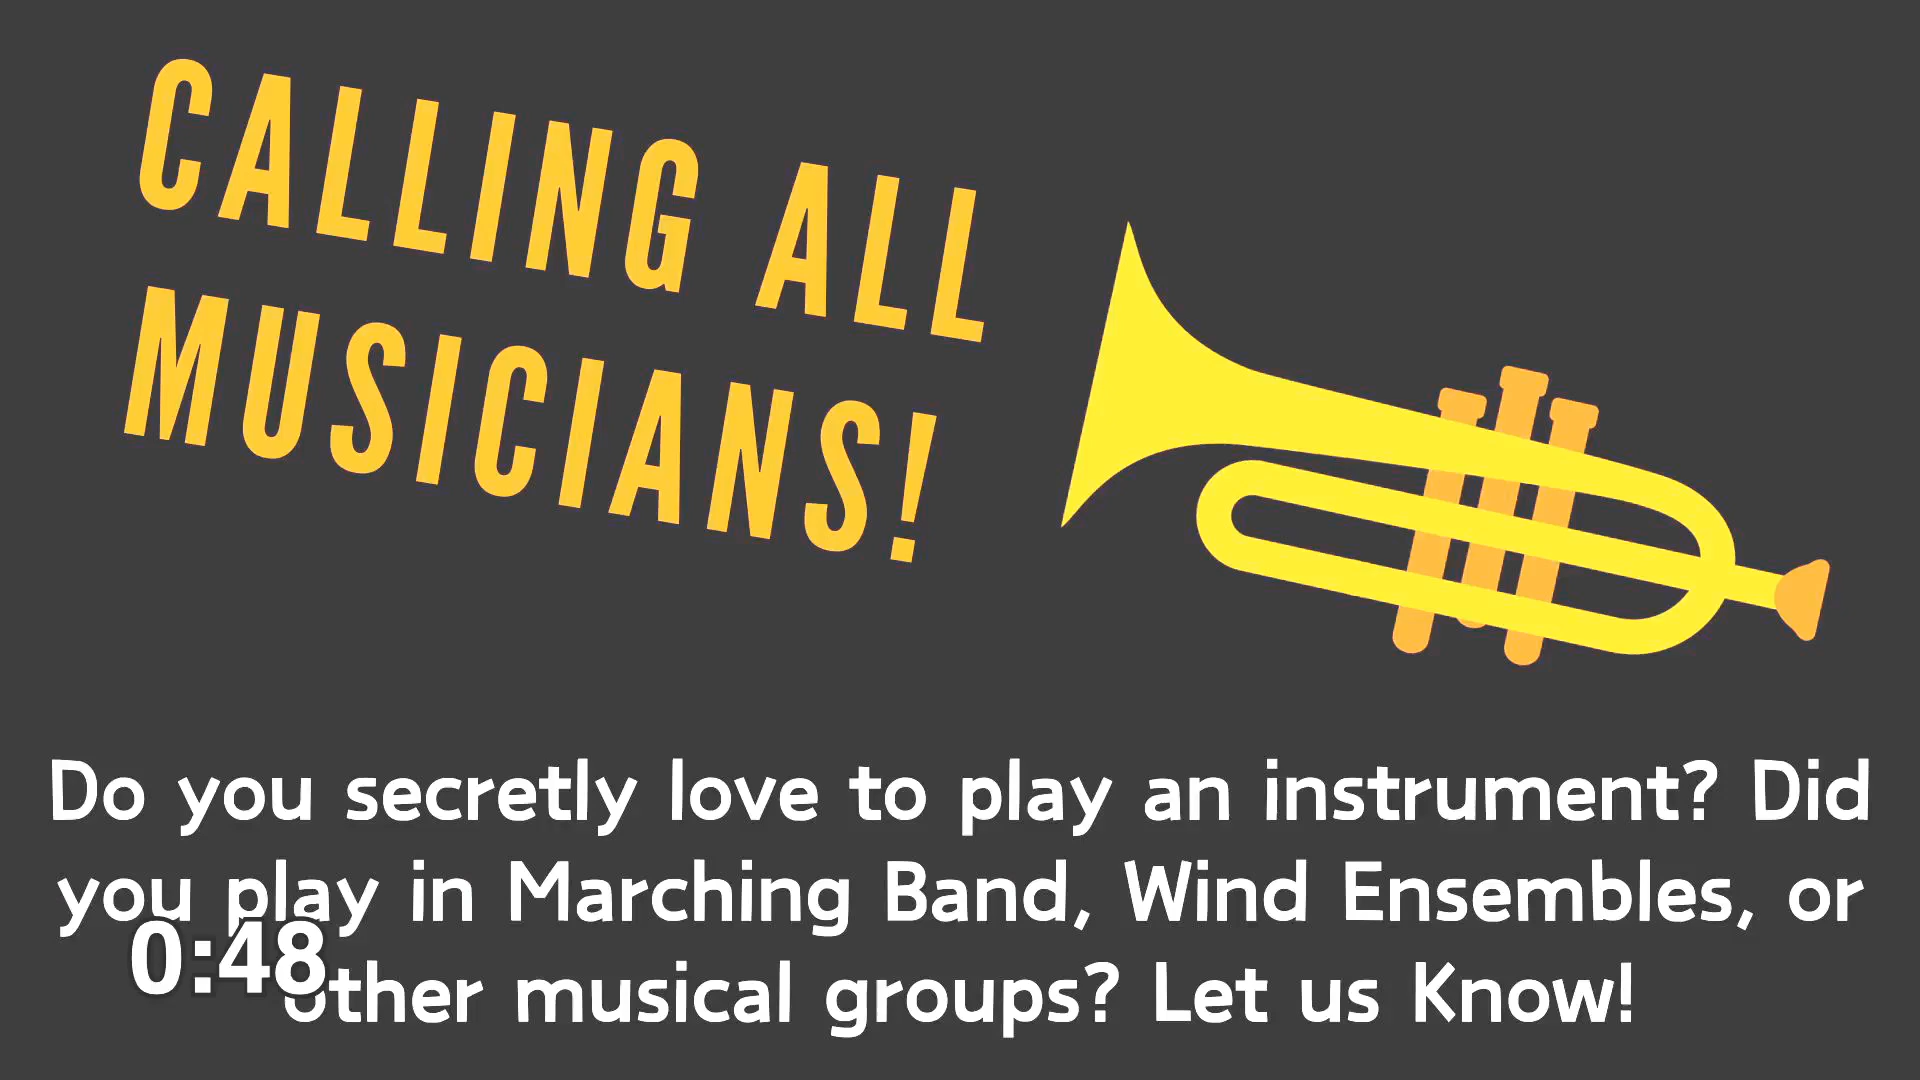 CALLING ALL
MUSICIANS!
Do you secretly love to play an instrument? Did
you play in Marching Band, Wind Ensembles, or
0:48
other musical groups? Let us Know!